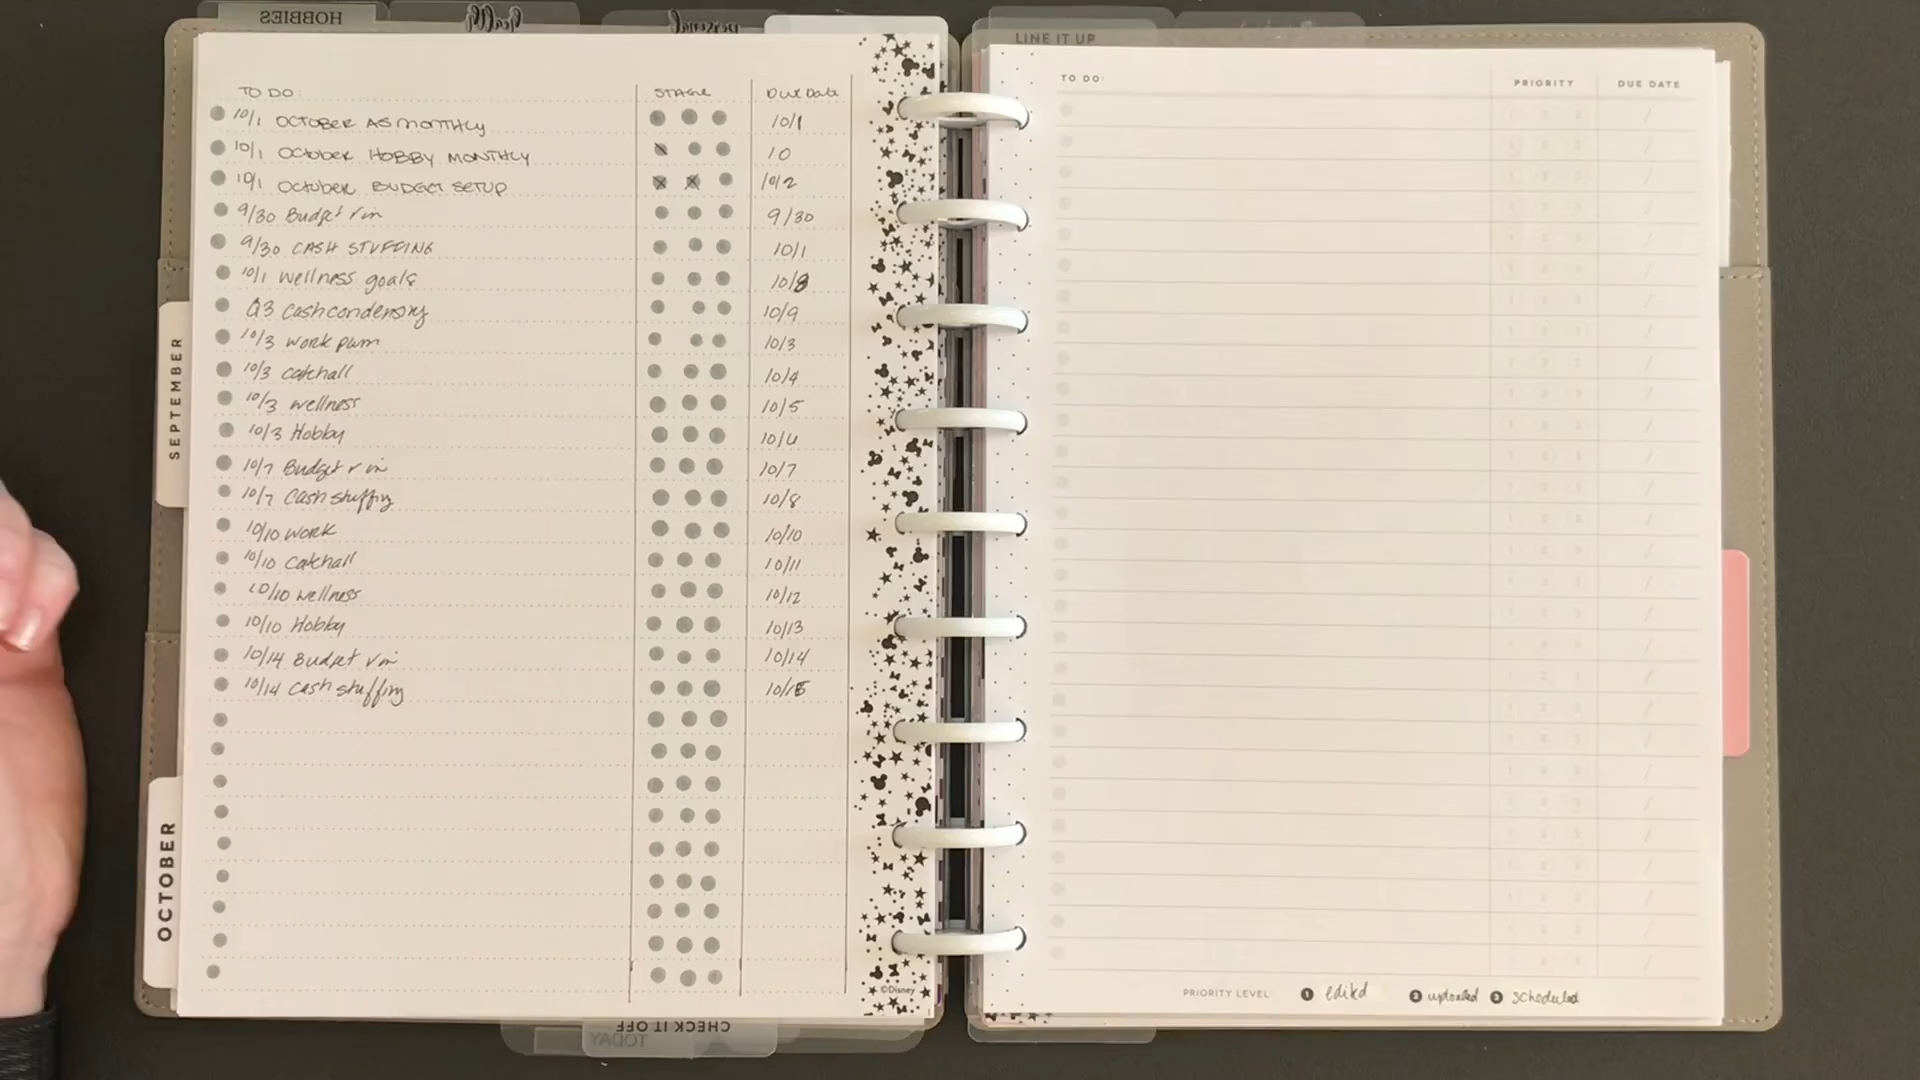 HOBBIES
health
personal
TO DO: STAGE Due Date
10/1 OCTOBER AS MONTHLY 10/1
10/1 October HOBBY MONTHLY 10
10/1 October BUDGET SETUP 10/2
9/30 Budget r in 9/30
9/30 CASH STUFFING 10/1
10/1 wellness goals 10/8
Q3 cash condensing 10/9
10/3 work 10/3
10/3 catchall 10/4
10/3 wellness 10/5
10/3 Hobby 10/6
10/7 Budget r in 10/7
10/7 Cash stuffing 10/8
10/10 work 10/10
10/10 Catchall 10/11
10/10 wellness 10/12
10/10 Hobby 10/13
10/14 Budget r in 10/14
10/14 Cash stuffing 10/15
©Disney
SEPTEMBER
OCTOBER
CHECK IT OFF
TODAY
LINE IT UP
TO DO: PRIORITY DUE DATE
PRIORITY LEVEL 1 edited 2 uploaded 3 scheduled